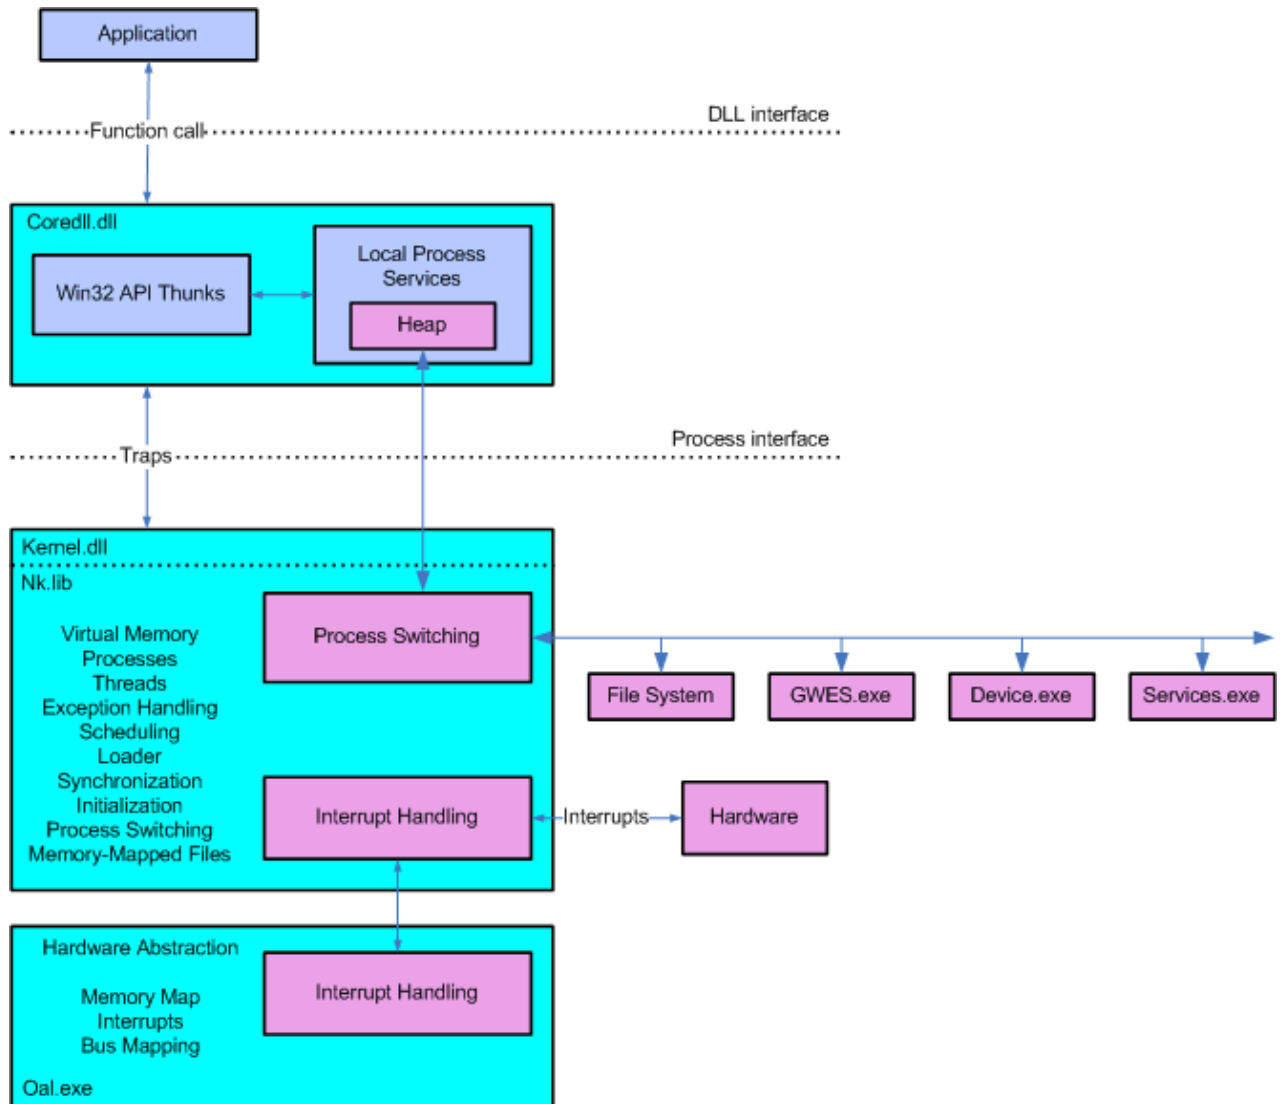 Application
DLL interface
Function call
Coredll.dll
Win32 API Thunks
Local Process
Services
Heap
Process interface
Traps
Kernel.dll
Nk.lib
Virtual Memory
Processes
Threads
Exception Handling
Scheduling
Loader
Synchronization
Initialization
Process Switching
Memory-Mapped Files
Process Switching
File System
GWES.exe
Device.exe
Services.exe
Interrupt Handling
Interrupts
Hardware
Hardware Abstraction
Memory Map
Interrupts
Bus Mapping
Interrupt Handling
Oal.exe